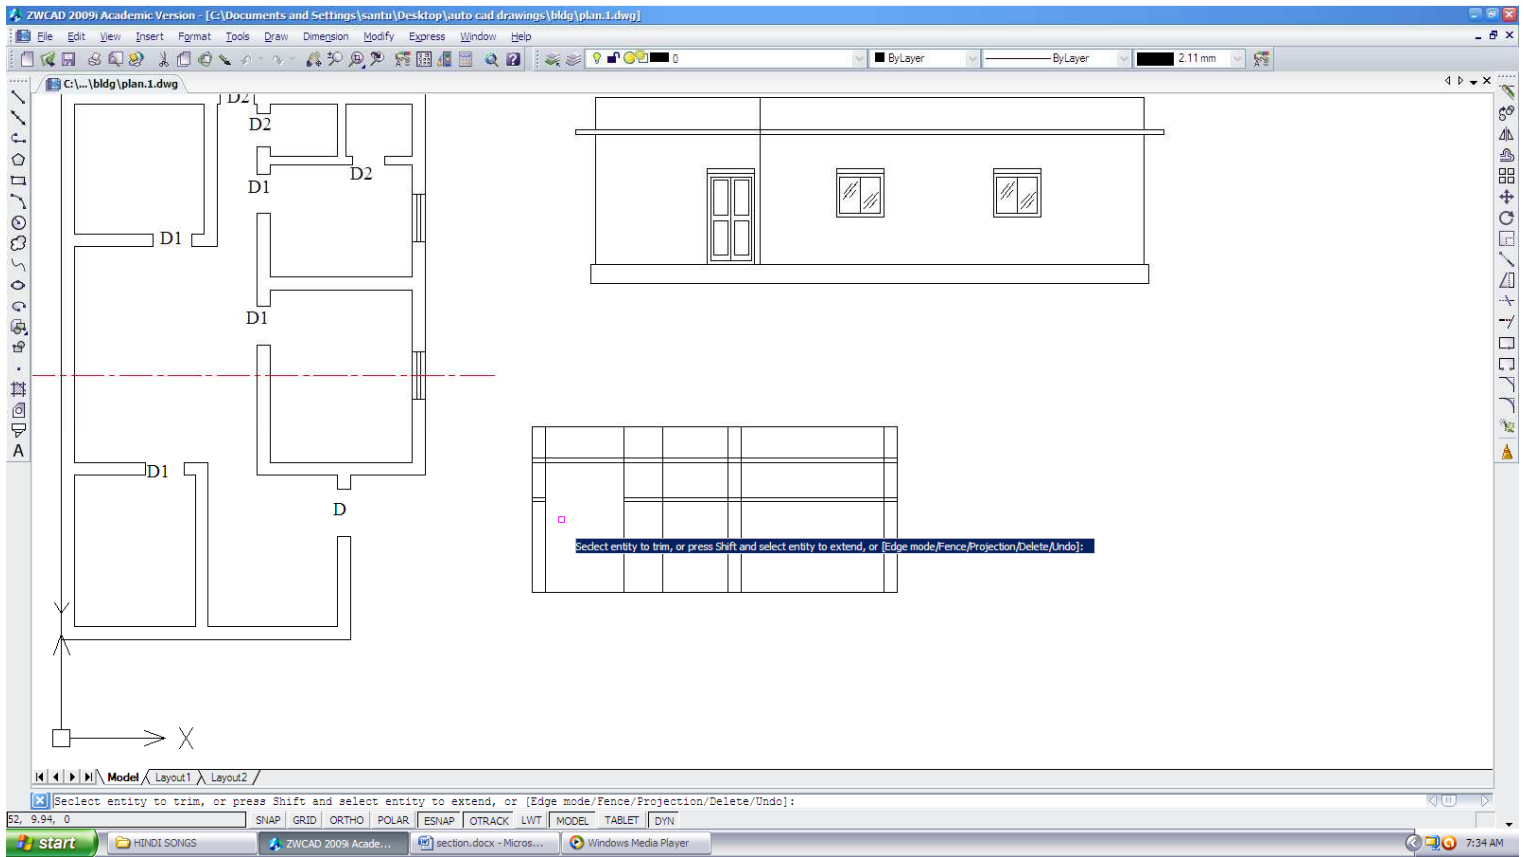 ZWCAD 2009i Academic Version - [C:\Documents and Settings\santu\Desktop\auto cad drawings\bldg\plan.1.dwg]
File Edit View Insert Format Tools Draw Dimension Modify Express Window Help
0 ByLayer ByLayer 2.11 mm
C:\...\bldg\plan.1.dwg
D2
D2
D2
D1
D1
D1
D1
D
Seclect entity to trim, or press Shift and select entity to extend, or [Edge mode/Fence/Projection/Delete/Undo]:
Y
X
A
Model Layout1 Layout2
Seclect entity to trim, or press Shift and select entity to extend, or [Edge mode/Fence/Projection/Delete/Undo]:
52, 9.94, 0 SNAP GRID ORTHO POLAR ESNAP OTRACK LWT MODEL TABLET DYN
start HINDI SONGS ZWCAD 2009i Acade... section.docx - Micros... Windows Media Player 7:34 AM